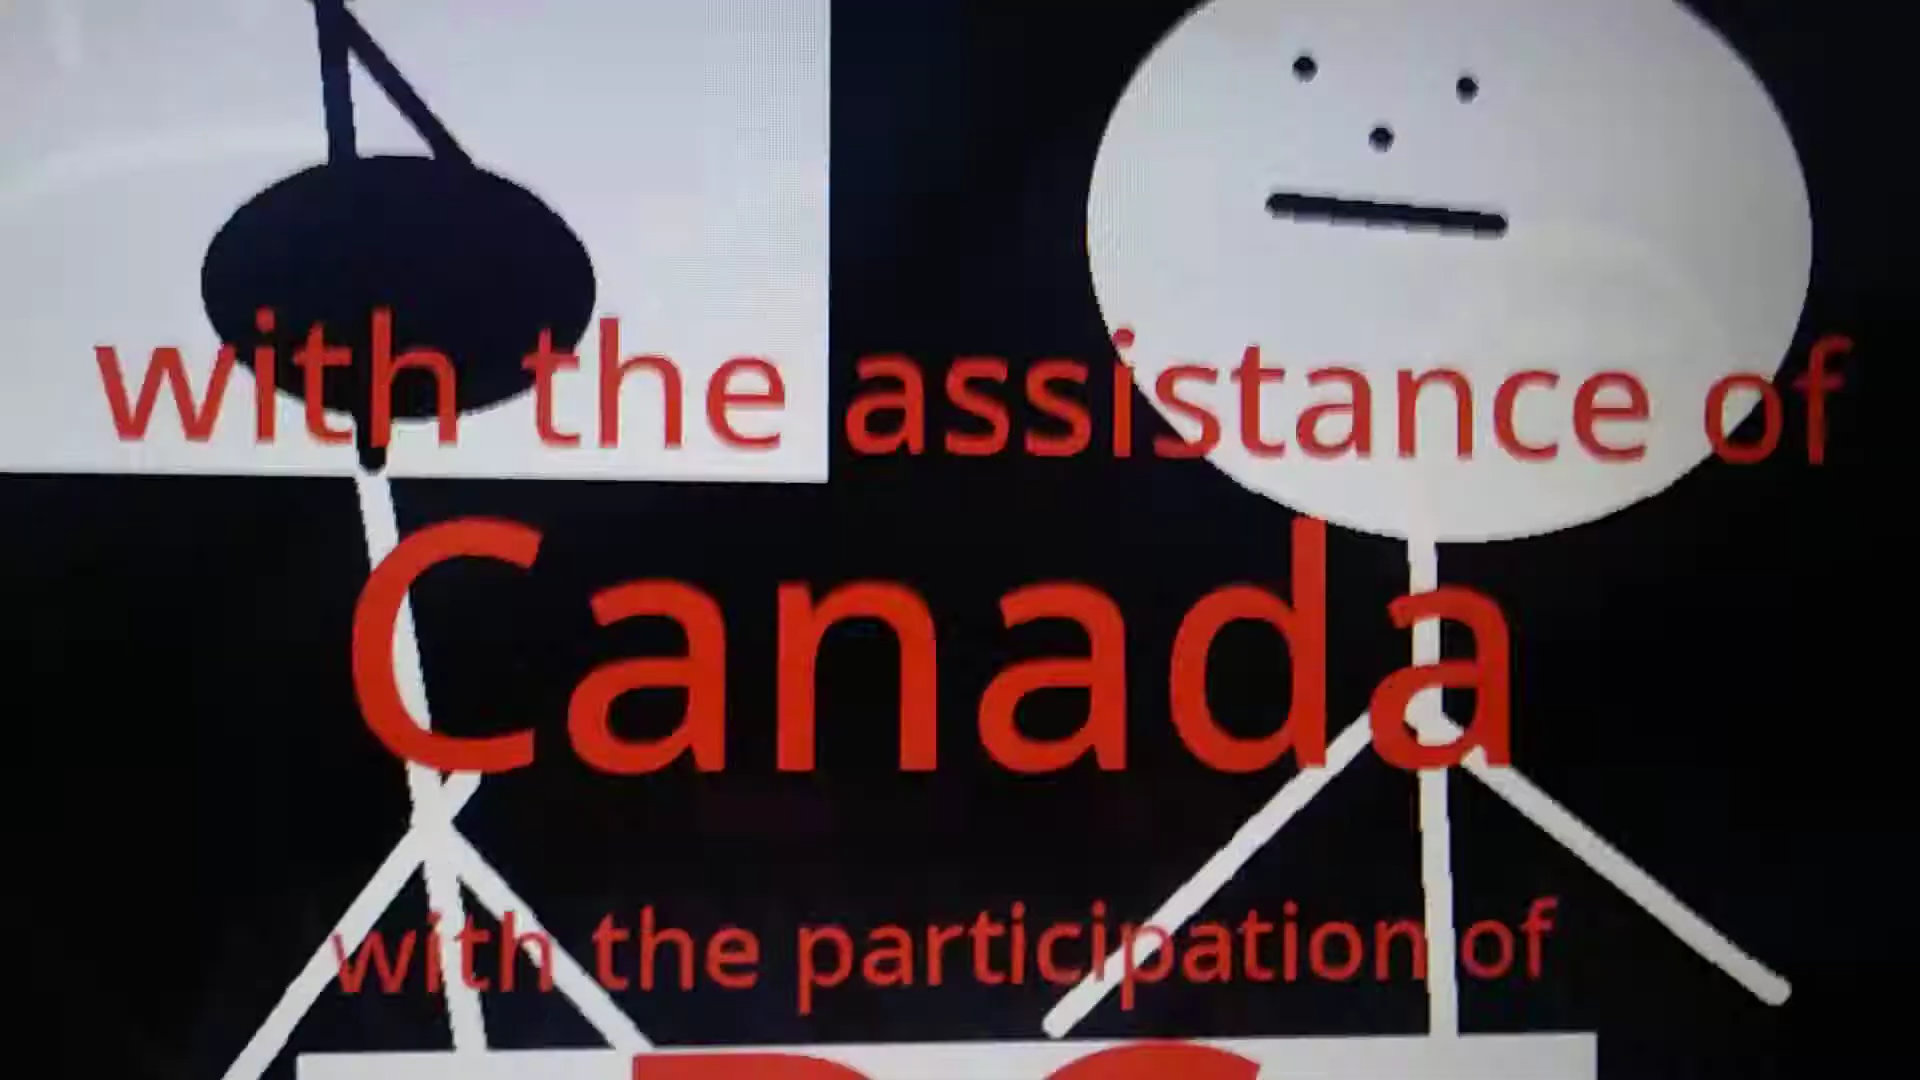 with the assistance of
Canada
with the participation of